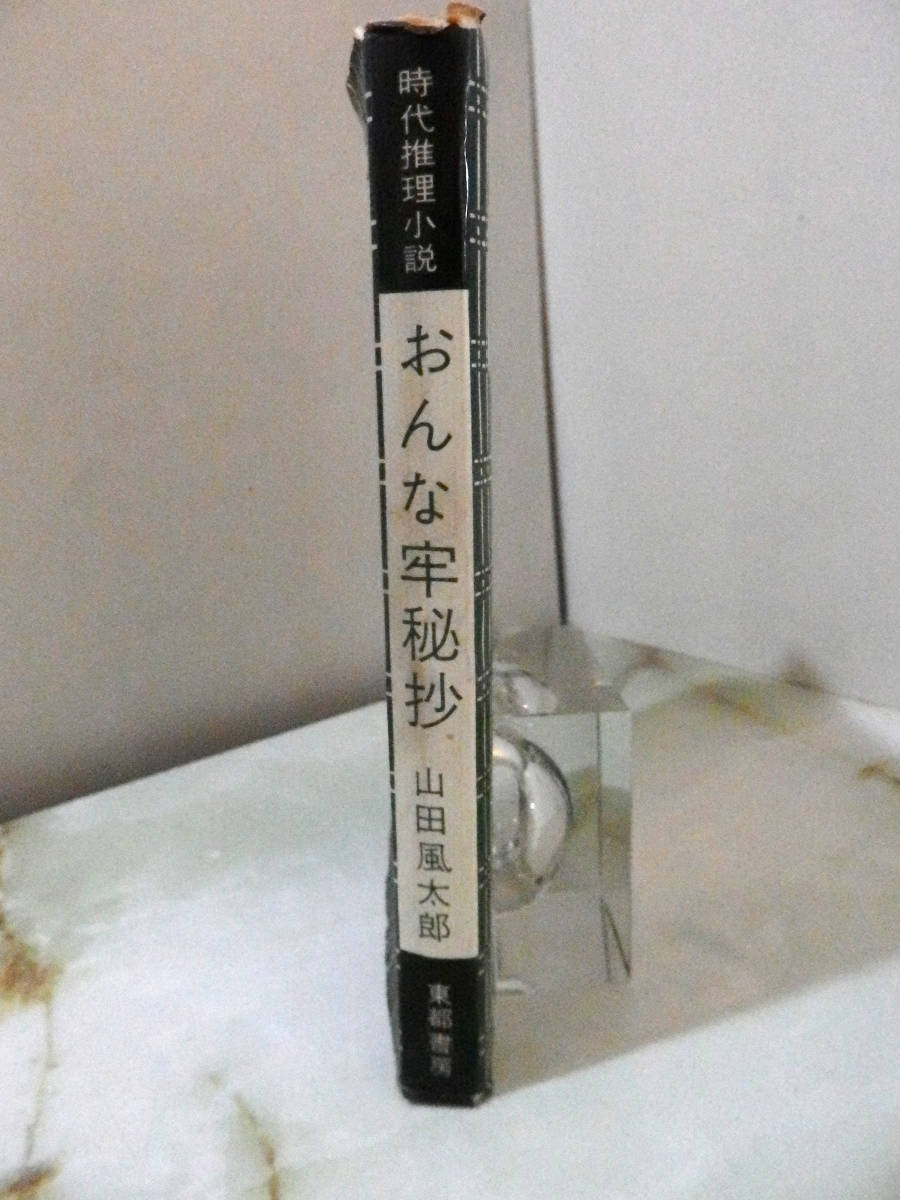 時代推理小説
おんな牢秘抄
山田風太郎
東都書房